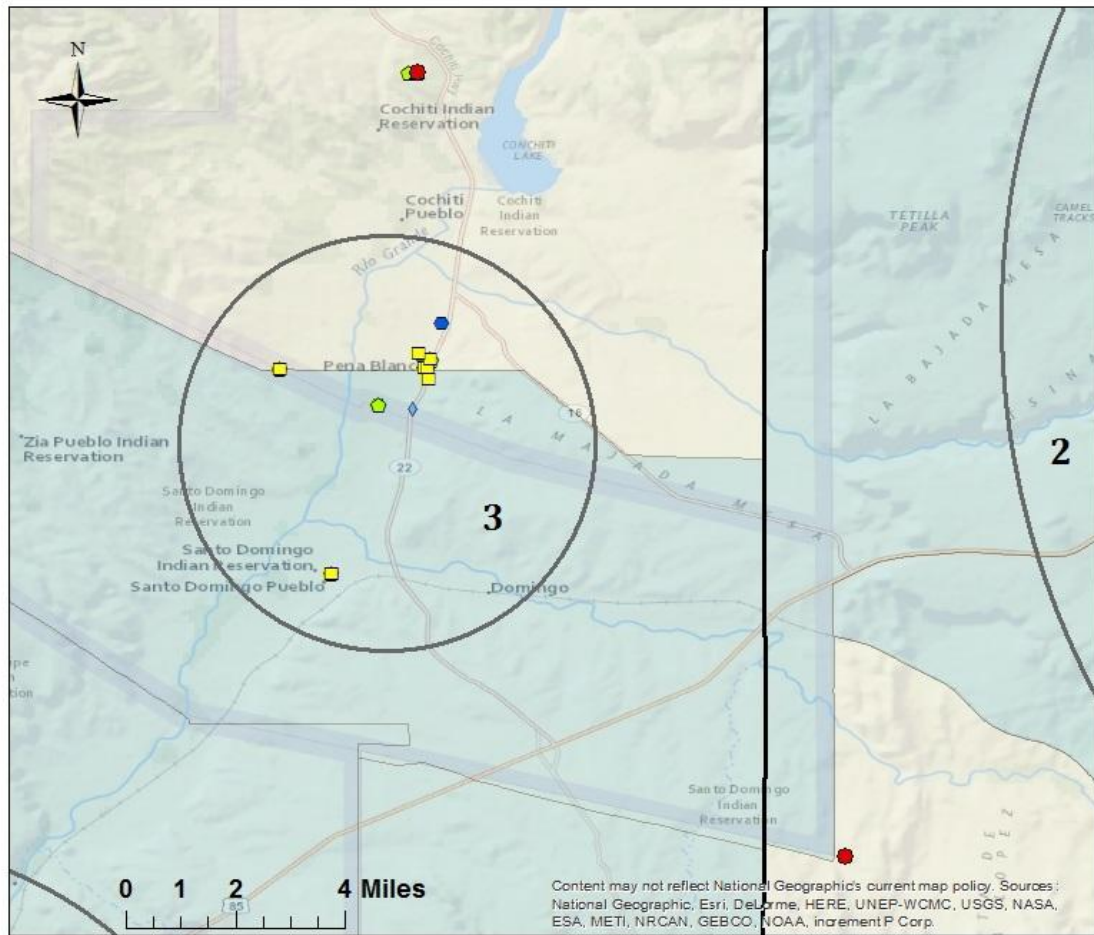 N
Cochiti Hwy
Cochiti Indian
Reservation
CONCHITI
LAKE
Cochiti
Pueblo
Cochiti
Indian
Reservation
Rio Grande
TETILLA
PEAK
CAMEL
TRACKS
LA BAJADA MESA
Pena Blanc
LA MAJADA MESA
16
2
Zia Pueblo Indian
Reservation
22
Santo Domingo
Indian
Reservation
3
Santo Domingo
Indian Reservation
Santo Domingo Pueblo
Domingo
Santo Domingo
Indian
Reservation
0 1 2 4 Miles
85
Content may not reflect National Geographic's current map policy. Sources:
National Geographic, Esri, DeLorme, HERE, UNEP-WCMC, USGS, NASA,
ESA, METI, NRCAN, GEBCO, NOAA, increment P Corp.